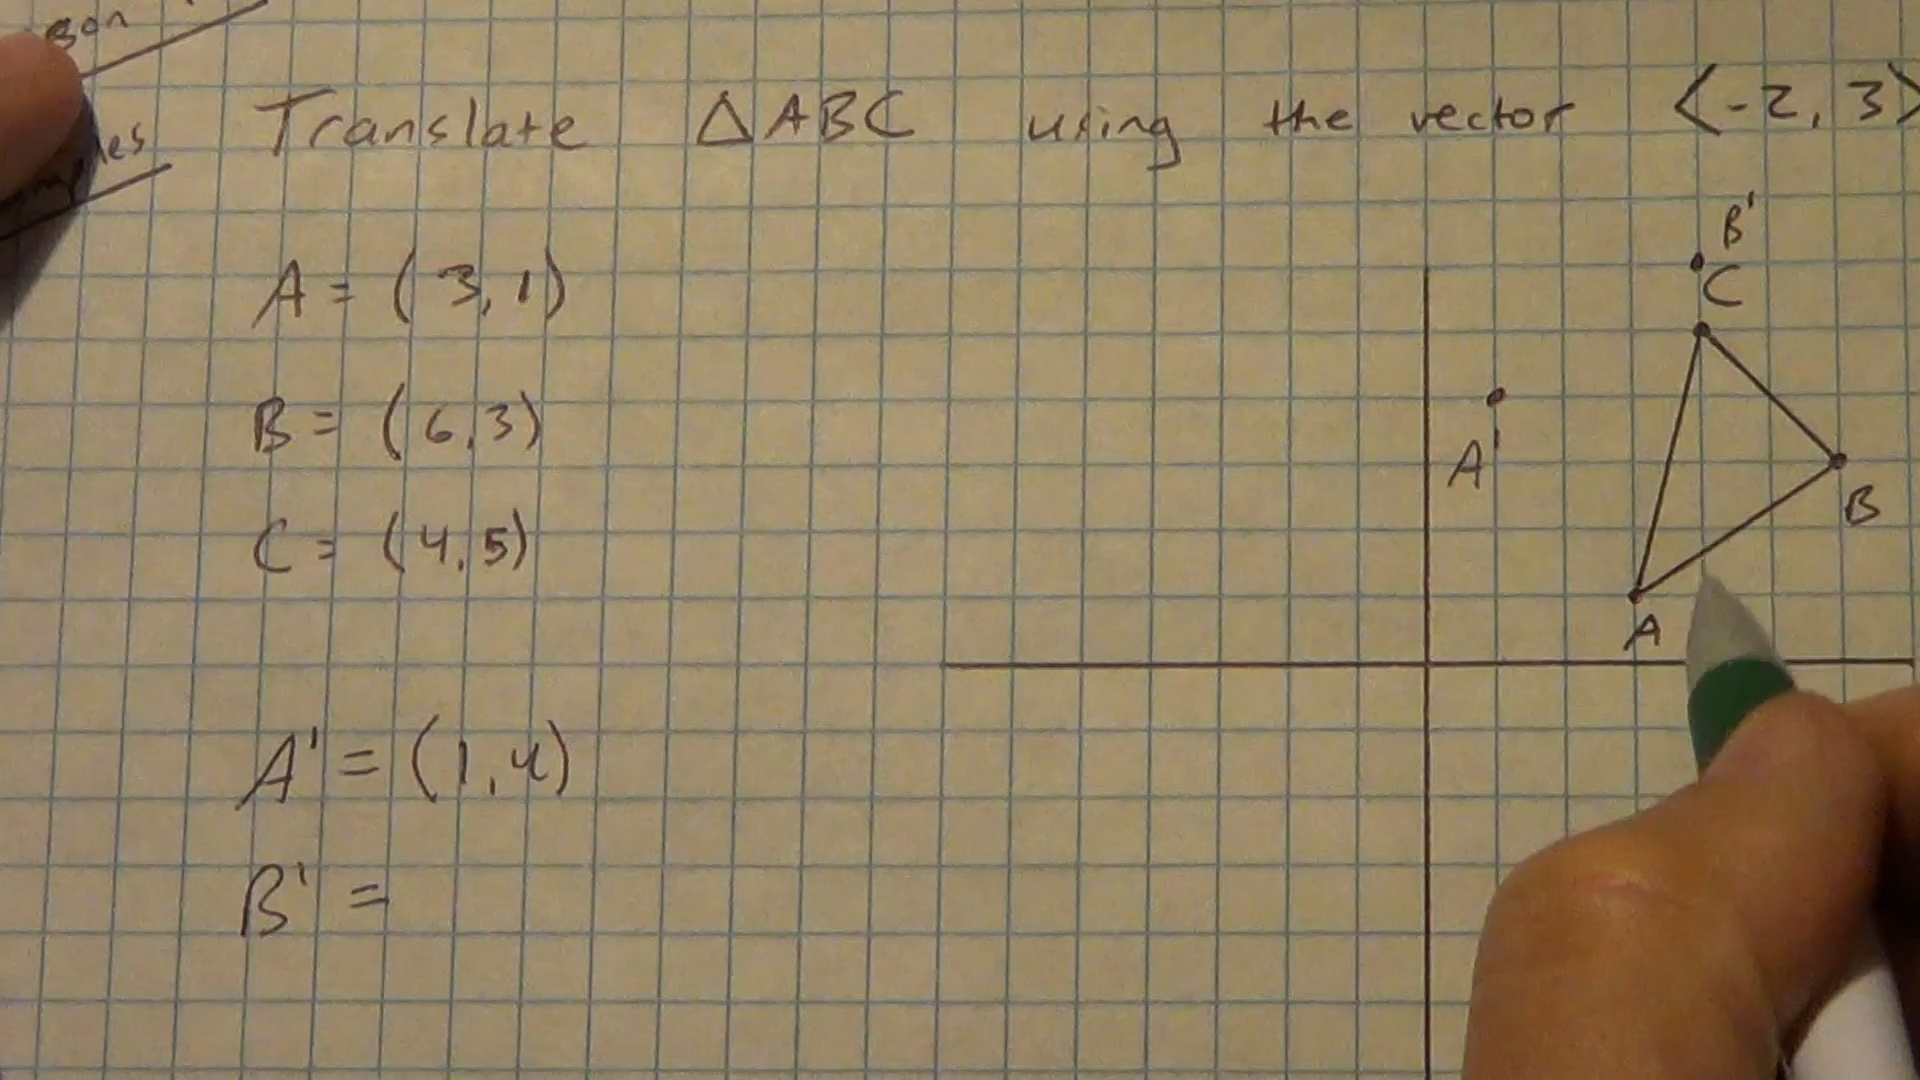 Translate △ABC using the vector <-2, 3>
A = (3, 1)
B = (6, 3)
C = (4, 5)
A' = (1, 4)
B' =
B'
C
A'
B
A